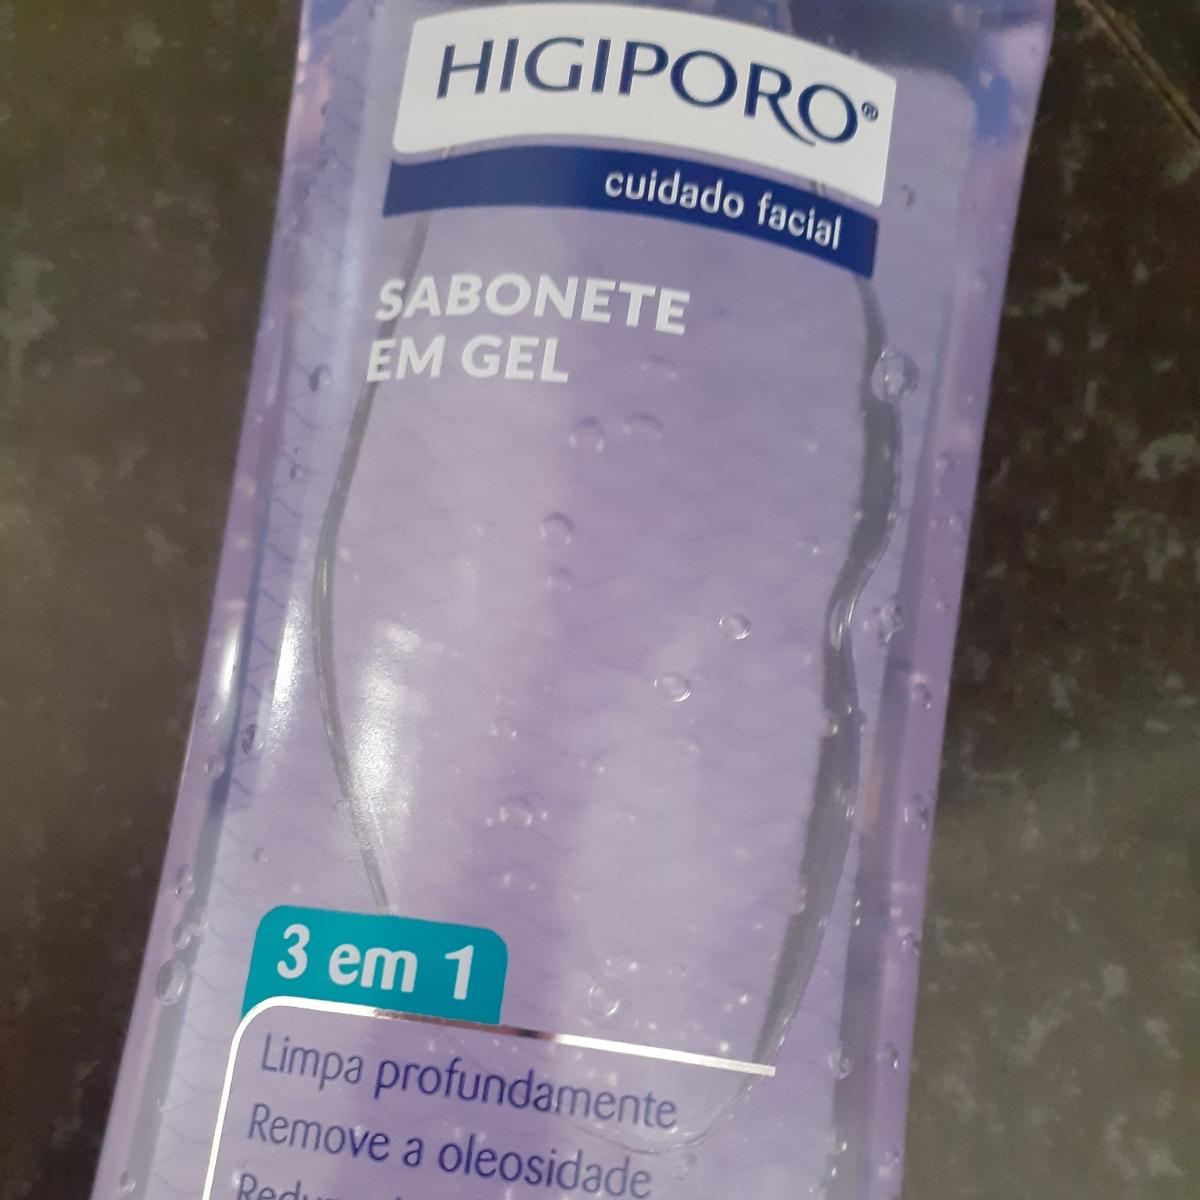 HIGIPORO®
cuidado facial
SABONETE
EM GEL
3 em 1
Limpa profundamente
Remove a oleosidade